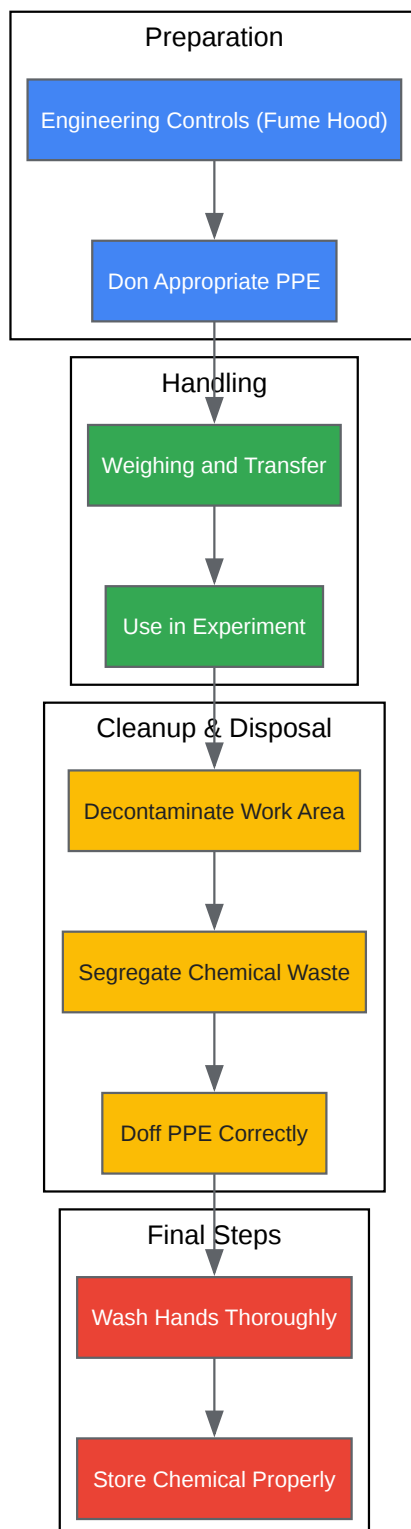 Preparation
Engineering Controls (Fume Hood)
Don Appropriate PPE
Handling
Weighing and Transfer
Use in Experiment
Cleanup & Disposal
Decontaminate Work Area
Segregate Chemical Waste
Doff PPE Correctly
Final Steps
Wash Hands Thoroughly
Store Chemical Properly